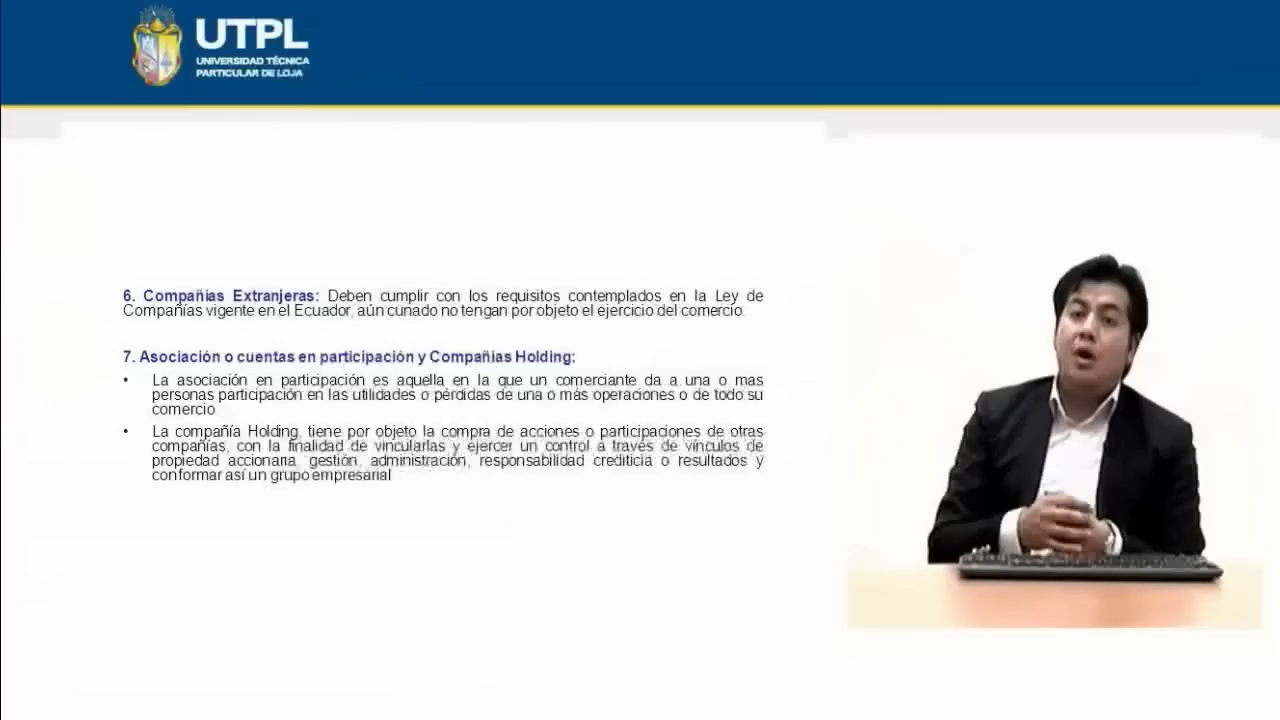 UTPL
UNIVERSIDAD TÉCNICA
PARTICULAR DE LOJA
6. Compañías Extranjeras: Deben cumplir con los requisitos contemplados en la Ley de
Compañías vigente en el Ecuador, aún cunado no tengan por objeto el ejercicio del comercio.
7. Asociación o cuentas en participación y Compañías Holding:
• La asociación en participación es aquella en la que un comerciante da a una o mas
personas participación en las utilidades o pérdidas de una o más operaciones o de todo su
comercio
• La compañía Holding, tiene por objeto la compra de acciones o participaciones de otras
compañías, con la finalidad de vincularlas y ejercer un control a través de vínculos de
propiedad accionaria, gestión, administración, responsabilidad crediticia o resultados y
conformar así un grupo empresarial